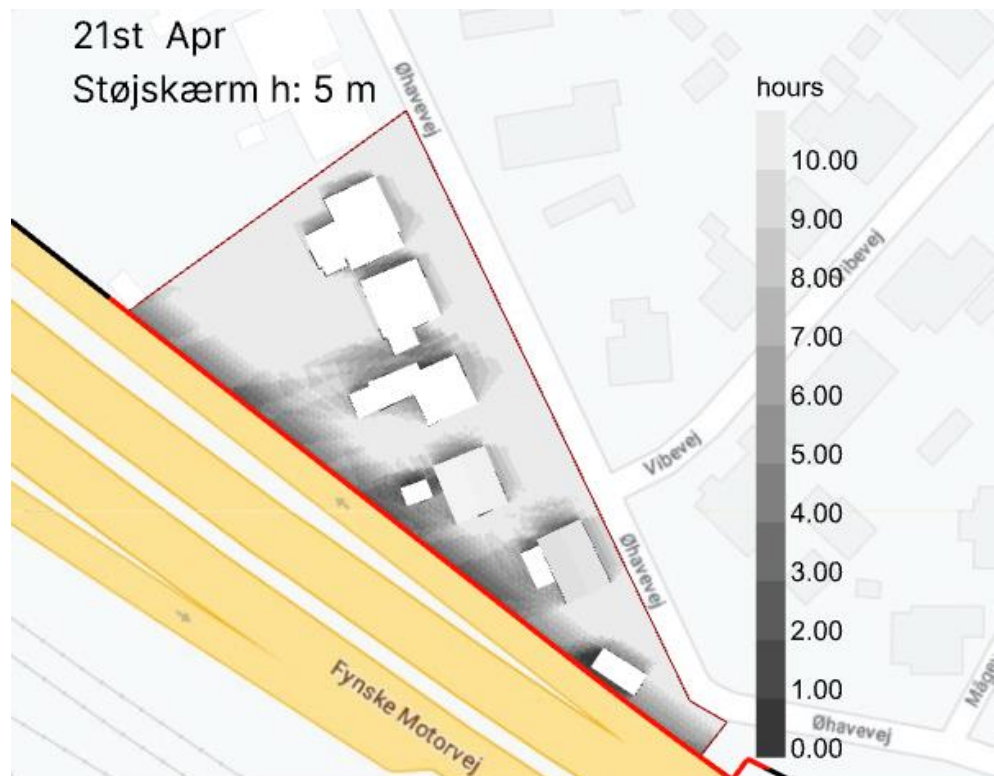 21st Apr
Støjskærm h: 5 m
hours
10.00
9.00
8.00
7.00
6.00
5.00
4.00
3.00
2.00
1.00
0.00
Øhavevej
Vibevej
Vibevej
Øhavevej
Øhavevej
Fynske Motorvej